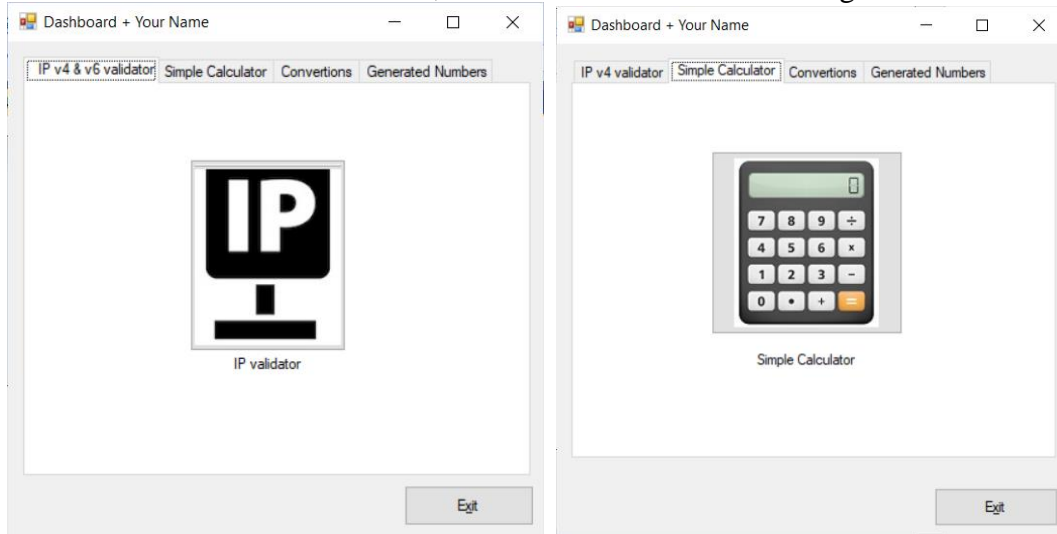 Dashboard + Your Name
IP v4 & v6 validator Simple Calculator Convertions Generated Numbers
IP
IP validator
Exit
Dashboard + Your Name
IP v4 validator Simple Calculator Convertions Generated Numbers
0
7 8 9 ÷
4 5 6 x
1 2 3 −
0 • + =
Simple Calculator
Exit